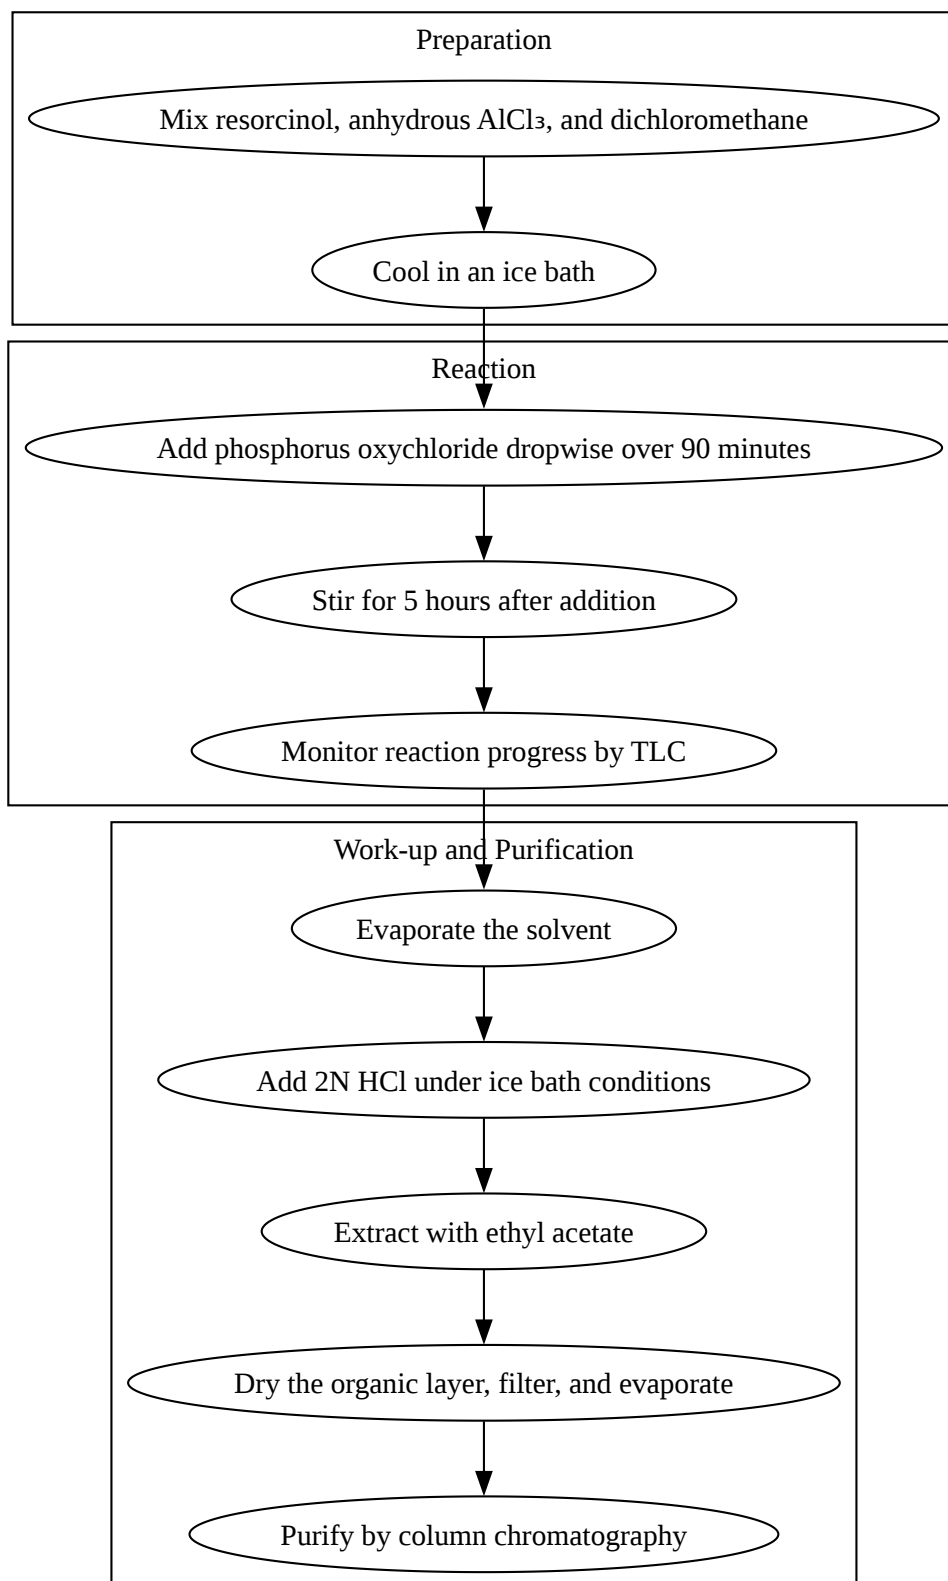 Preparation
Mix resorcinol, anhydrous AlCl₃, and dichloromethane
Cool in an ice bath
Reaction
Add phosphorus oxychloride dropwise over 90 minutes
Stir for 5 hours after addition
Monitor reaction progress by TLC
Work-up and Purification
Evaporate the solvent
Add 2N HCl under ice bath conditions
Extract with ethyl acetate
Dry the organic layer, filter, and evaporate
Purify by column chromatography